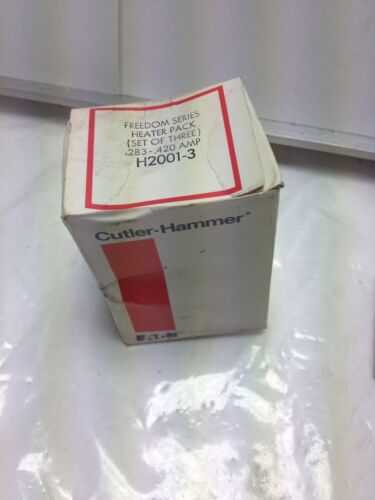 FREEDOM SERIES
HEATER PACK
(SET OF THREE)
.283-.420 AMP
H2001-3
Cutler-Hammer®
EATON